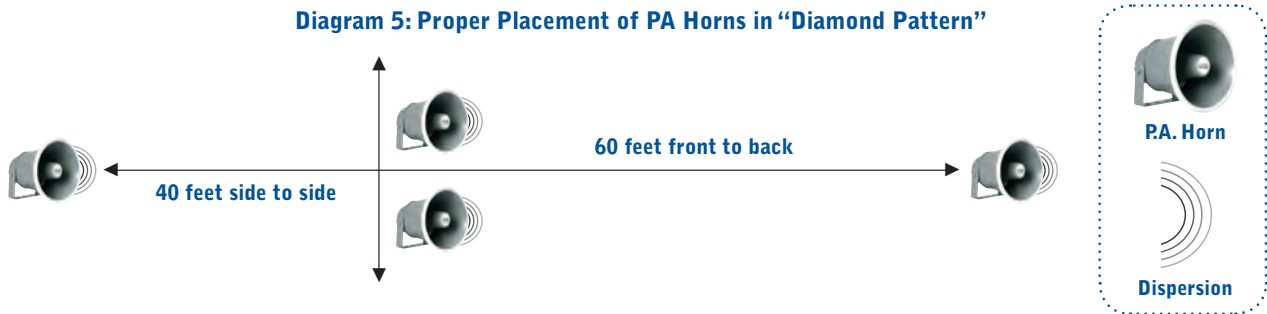 Diagram 5: Proper Placement of PA Horns in “Diamond Pattern”
60 feet front to back
40 feet side to side
P.A. Horn
Dispersion